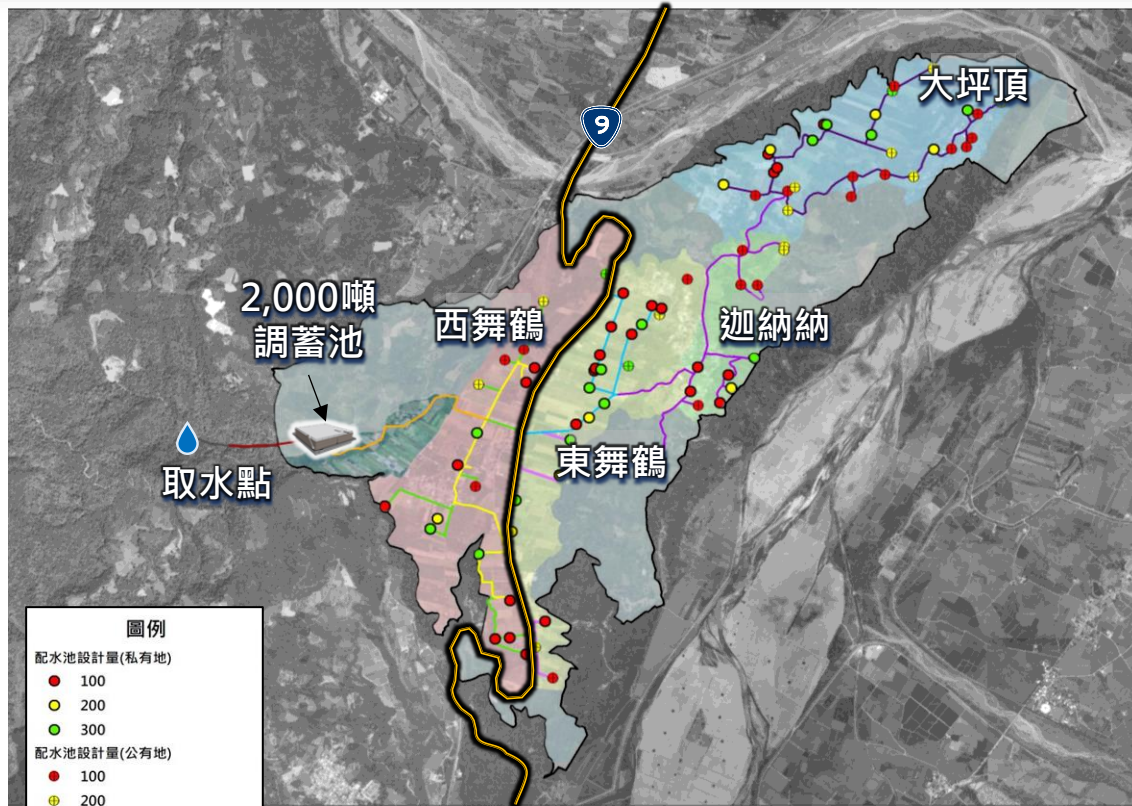 大坪頂
9
2,000噸
調蓄池
西舞鶴
迦納納
取水點
東舞鶴
圖例
配水池設計量(私有地)
100
200
300
配水池設計量(公有地)
100
200